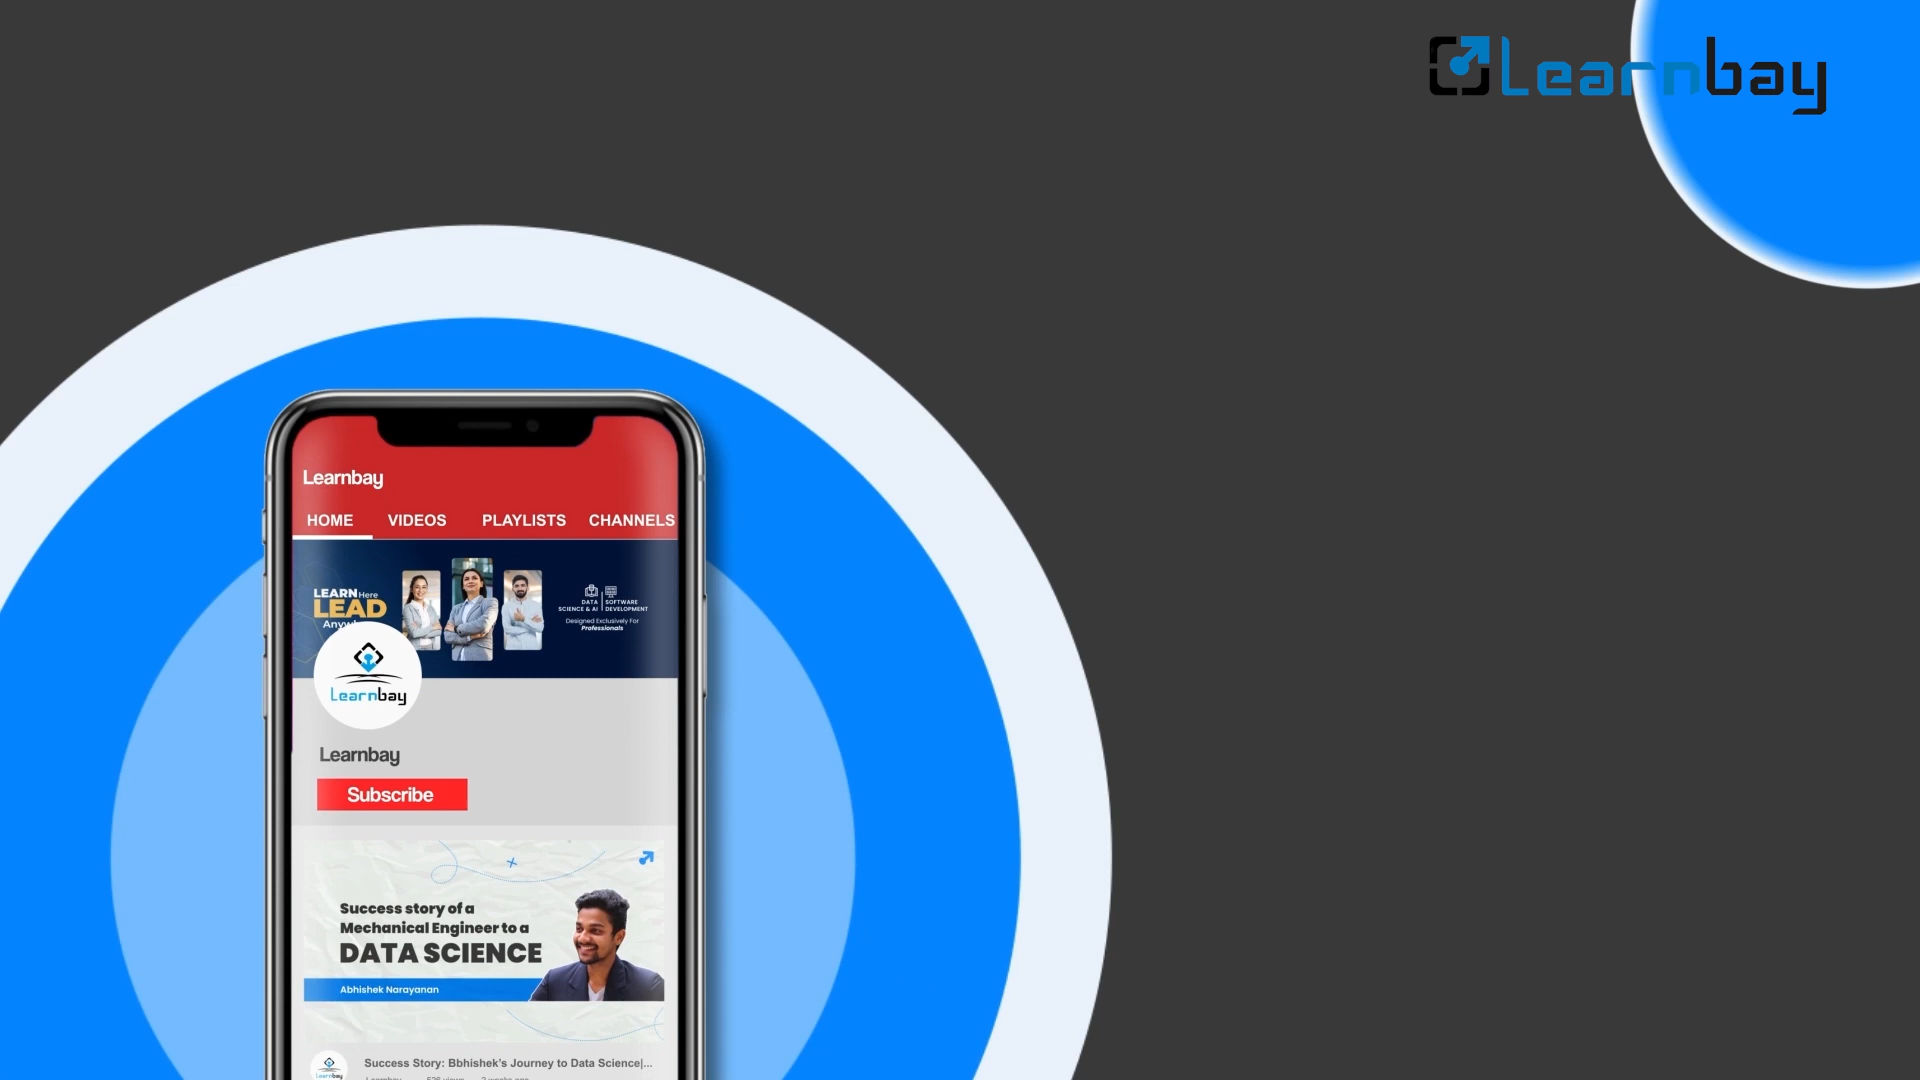 Learnbay
Learnbay
HOME VIDEOS PLAYLISTS CHANNELS
LEARN Here
LEAD
DATA SCIENCE & AI | SOFTWARE DEVELOPMENT
Designed Exclusively For
Professionals
Learnbay
Learnbay
Subscribe
Success story of a
Mechanical Engineer to a
DATA SCIENCE
Abhishek Narayanan
Success Story: Bbhishek's Journey to Data Science|...
Learnbay